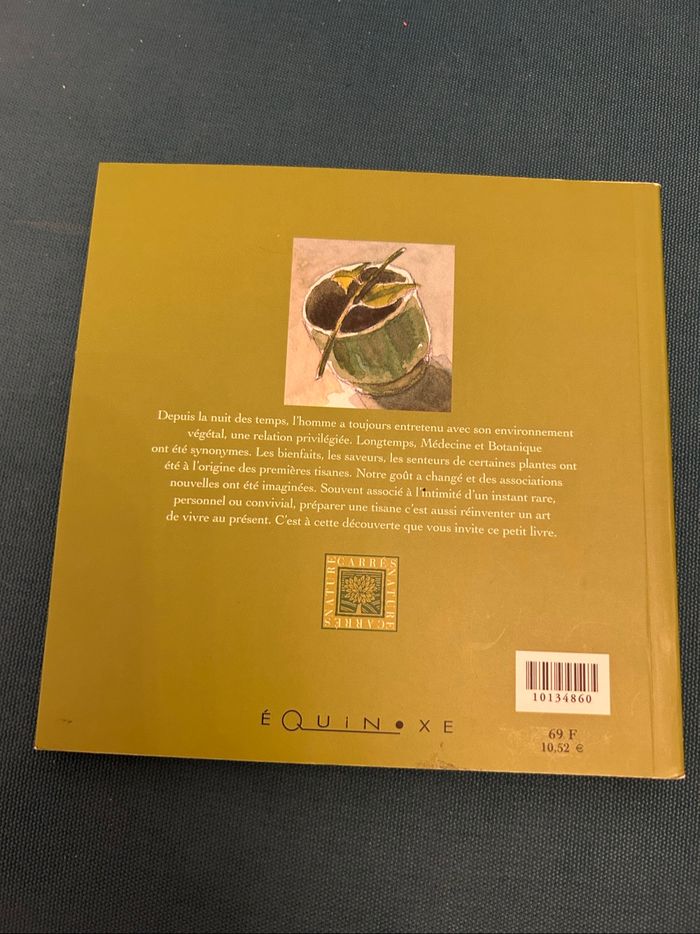 Depuis la nuit des temps, l'homme a toujours entretenu avec son environnement
végétal, une relation privilégiée. Longtemps, Médecine et Botanique
ont été synonymes. Les bienfaits, les saveurs, les senteurs de certaines plantes ont
été à l'origine des premières tisanes. Notre goût a changé et des associations
nouvelles ont été imaginées. Souvent associé à l'intimité d'un instant rare,
personnel ou convivial, préparer une tisane c'est aussi réinventer un art
de vivre au présent. C'est à cette découverte que vous invite ce petit livre.
CARRÉS
NATURE
CARRÉS
NATURE
10134860
ÉQUiNOXE
69 F
10,52 €